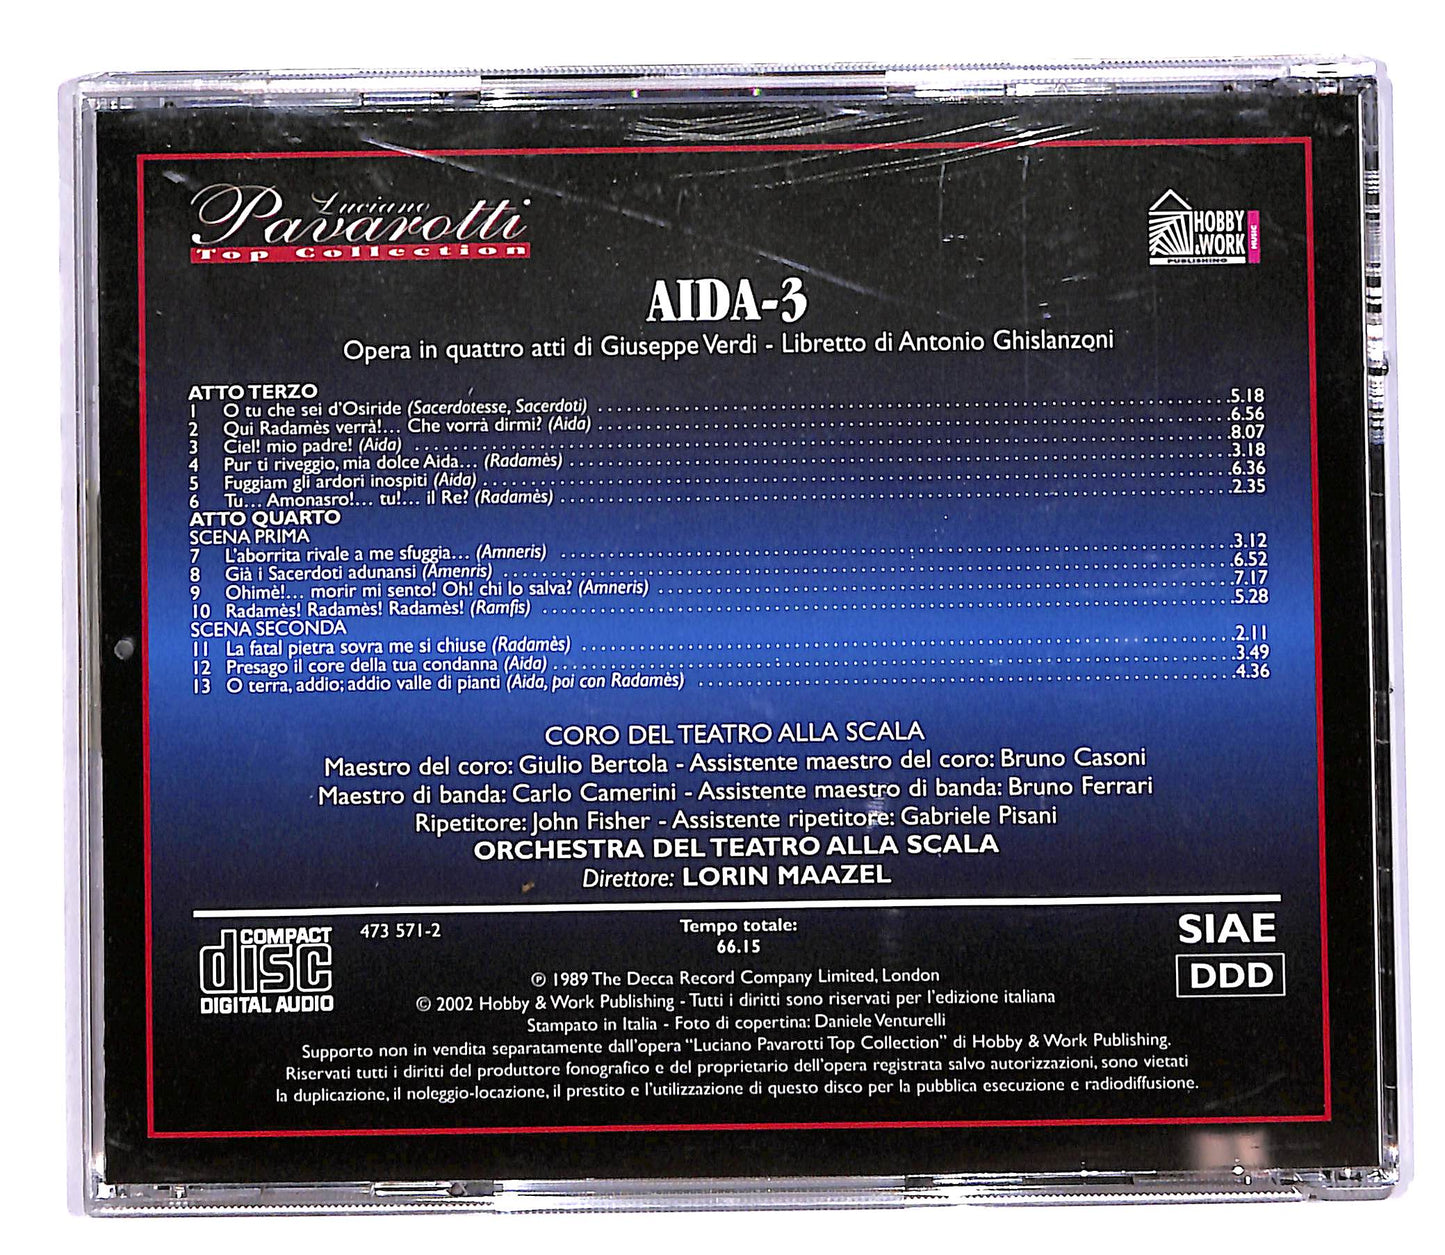 Luciano
Pavarotti
Top Collection
HOBBY
&WORK
MUSIC
PUBLISHING
AIDA-3
Opera in quattro atti di Giuseppe Verdi - Libretto di Antonio Ghislanzoni
ATTO TERZO
1 O tu che sei d'Osiride (Sacerdotesse, Sacerdoti) 5.18
2 Qui Radamès verrà!... Che vorrà dirmi? (Aida) 6.56
3 Ciel! mio padre! (Aida) 8.07
4 Pur ti riveggio, mia dolce Aida... (Radamès) 3.18
5 Fuggiam gli ardori inospiti (Aida) 6.36
6 Tu... Amonasro!... tu!... il Re? (Radamès) 2.35
ATTO QUARTO
SCENA PRIMA
7 L'aborrita rivale a me sfuggia... (Amneris) 3.12
8 Già i Sacerdoti adunansi (Amenris) 6.52
9 Ohimè!... morir mi sento! Oh! chi lo salva? (Amneris) 7.17
10 Radamès! Radamès! Radamès! (Ramfis) 5.28
SCENA SECONDA
11 La fatal pietra sovra me si chiuse (Radamès) 2.11
12 Presago il core della tua condanna (Aida) 3.49
13 O terra, addio; addio valle di pianti (Aida, poi con Radamès) 4.36
CORO DEL TEATRO ALLA SCALA
Maestro del coro: Giulio Bertola - Assistente maestro del coro: Bruno Casoni
Maestro di banda: Carlo Camerini - Assistente maestro di banda: Bruno Ferrari
Ripetitore: John Fisher - Assistente ripetitore: Gabriele Pisani
ORCHESTRA DEL TEATRO ALLA SCALA
Direttore: LORIN MAAZEL
COMPACT
disc
DIGITAL AUDIO
473 571-2
Tempo totale:
66.15
SIAE
DDD
℗ 1989 The Decca Record Company Limited, London
© 2002 Hobby & Work Publishing - Tutti i diritti sono riservati per l'edizione italiana
Stampato in Italia - Foto di copertina: Daniele Venturelli
Supporto non in vendita separatamente dall'opera "Luciano Pavarotti Top Collection" di Hobby & Work Publishing.
Riservati tutti i diritti del produttore fonografico e del proprietario dell'opera registrata salvo autorizzazioni, sono vietati
la duplicazione, il noleggio-locazione, il prestito e l'utilizzazione di questo disco per la pubblica esecuzione e radiodiffusione.